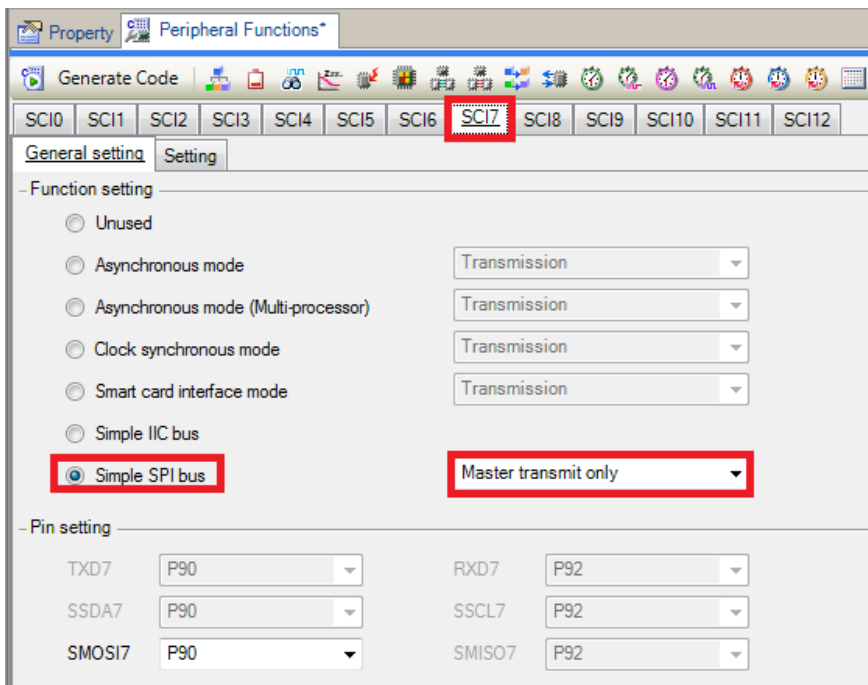 Property Peripheral Functions*
Generate Code
SCI0 SCI1 SCI2 SCI3 SCI4 SCI5 SCI6 SCI7 SCI8 SCI9 SCI10 SCI11 SCI12
General setting Setting
Function setting
Unused
Asynchronous mode Transmission
Asynchronous mode (Multi-processor) Transmission
Clock synchronous mode Transmission
Smart card interface mode Transmission
Simple IIC bus
Simple SPI bus Master transmit only
Pin setting
TXD7 P90 RXD7 P92
SSDA7 P90 SSCL7 P92
SMOSI7 P90 SMISO7 P92